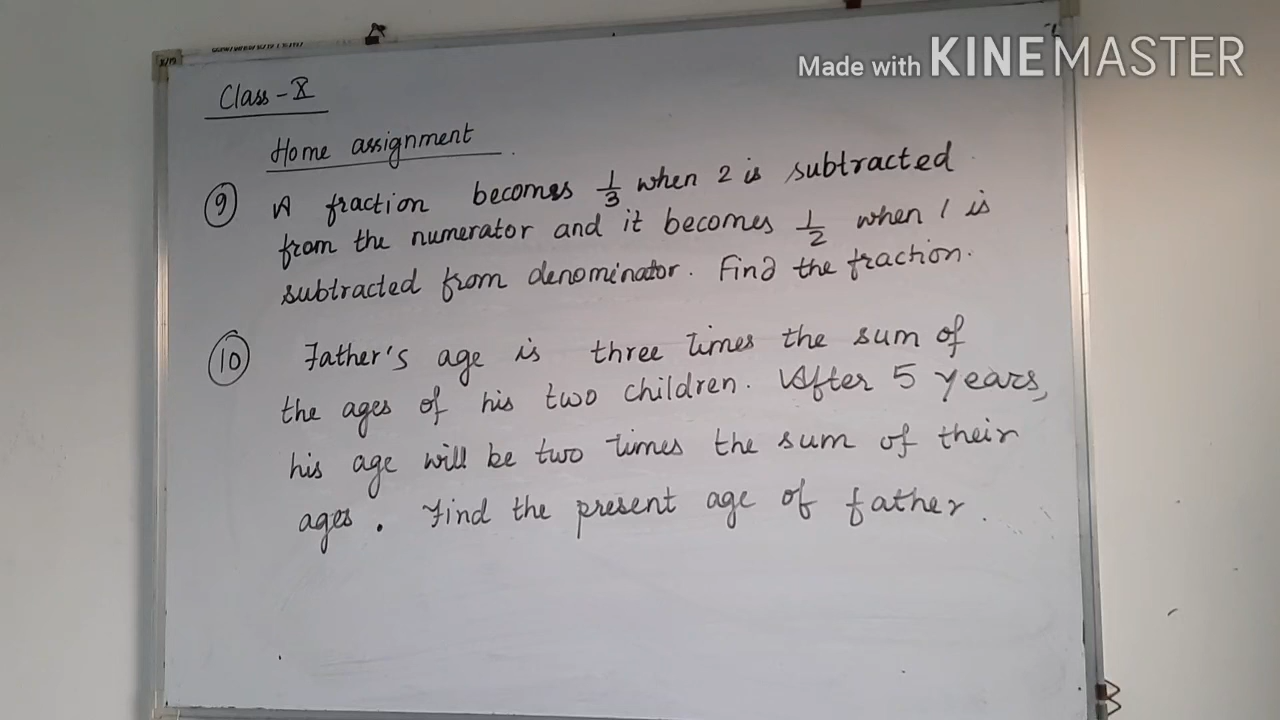 Made with KINEMASTER
Class-X
Home assignment.
9 A fraction becomes 1/3 when 2 is subtracted
from the numerator and it becomes 1/2 when 1 is
subtracted from denominator. Find the fraction.
10 Father's age is three times the sum of
the ages of his two children. After 5 years,
his age will be two times the sum of their
ages. Find the present age of father.